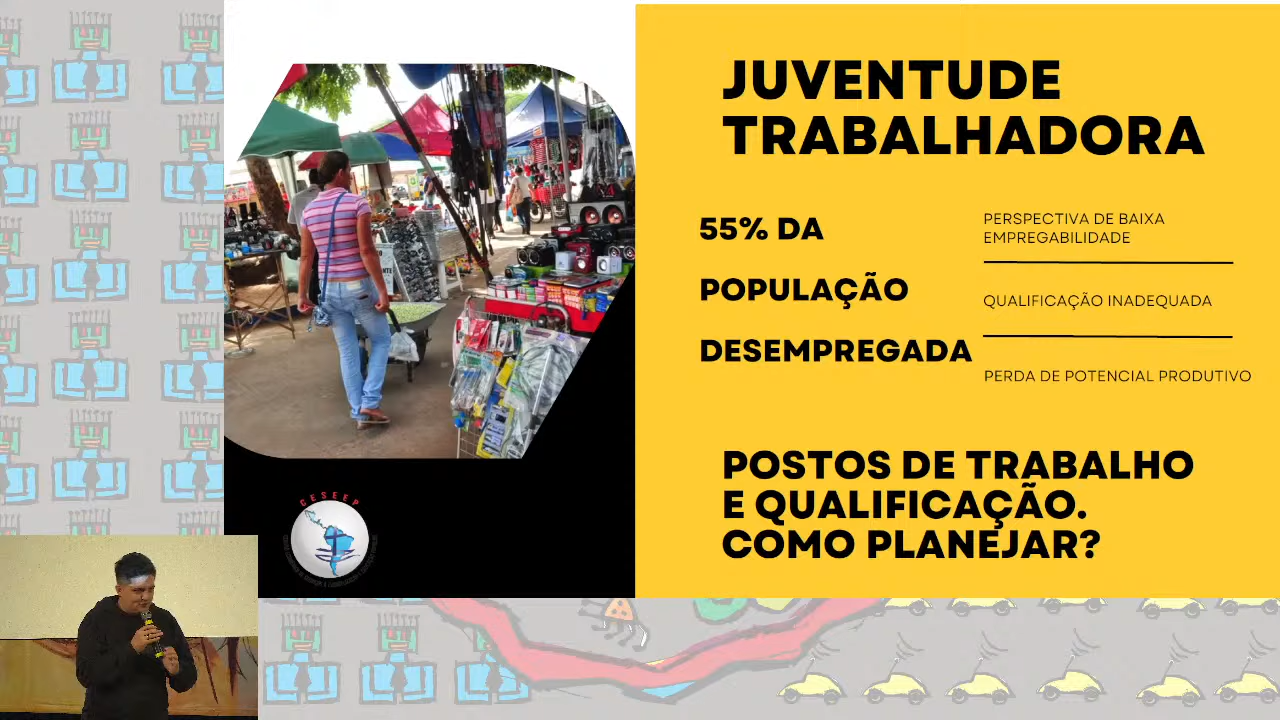 JUVENTUDE
TRABALHADORA
55% DA
POPULAÇÃO
DESEMPREGADA
PERSPECTIVA DE BAIXA
EMPREGABILIDADE
QUALIFICAÇÃO INADEQUADA
PERDA DE POTENCIAL PRODUTIVO
POSTOS DE TRABALHO
E QUALIFICAÇÃO.
COMO PLANEJAR?
CESEEP